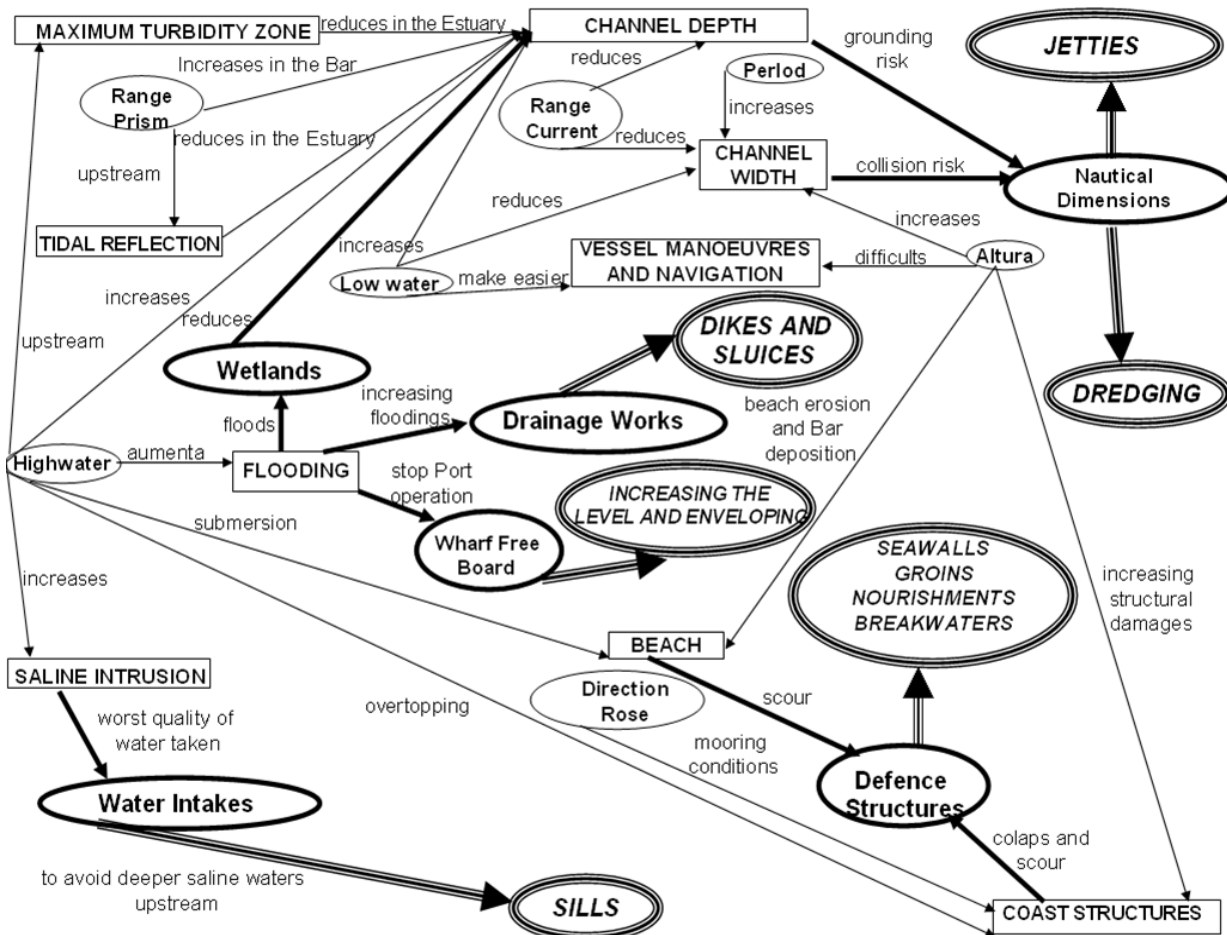 MAXIMUM TURBIDITY ZONE
reduces in the Estuary
CHANNEL DEPTH
grounding
risk
JETTIES
Increases in the Bar
reduces
Range
Prism
Period
Range
Current
increases
reduces in the Estuary
reduces
CHANNEL
WIDTH
collision risk
Nautical
Dimensions
upstream
reduces
increases
TIDAL REFLECTION
increases
VESSEL MANOEUVRES
AND NAVIGATION
difficults
Altura
Low water
make easier
increases
reduces
upstream
DIKES AND
SLUICES
Wetlands
increasing
floodings
DREDGING
floods
Drainage Works
beach erosion
and Bar
deposition
Highwater
aumenta
FLOODING
stop Port
operation
INCREASING THE
LEVEL AND ENVELOPING
submersion
Wharf Free
Board
SEAWALLS
GROINS
NOURISHMENTS
BREAKWATERS
increases
increasing
structural
damages
BEACH
SALINE INTRUSION
Direction
Rose
scour
overtopping
worst quality of
water taken
mooring
conditions
Defence
Structures
Water Intakes
colaps and
scour
to avoid deeper saline waters
upstream
SILLS
COAST STRUCTURES